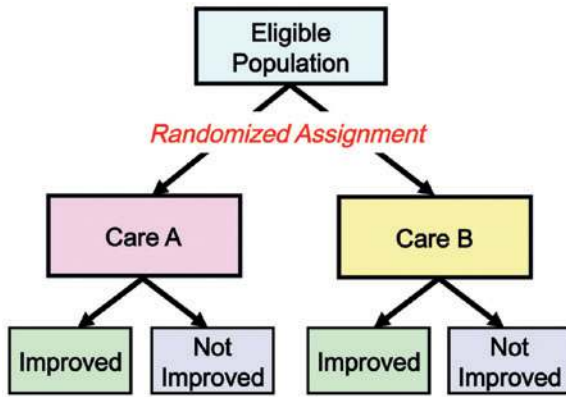 Eligible
Population
Randomized Assignment
Care A
Care B
Improved
Not
Improved
Improved
Not
Improved